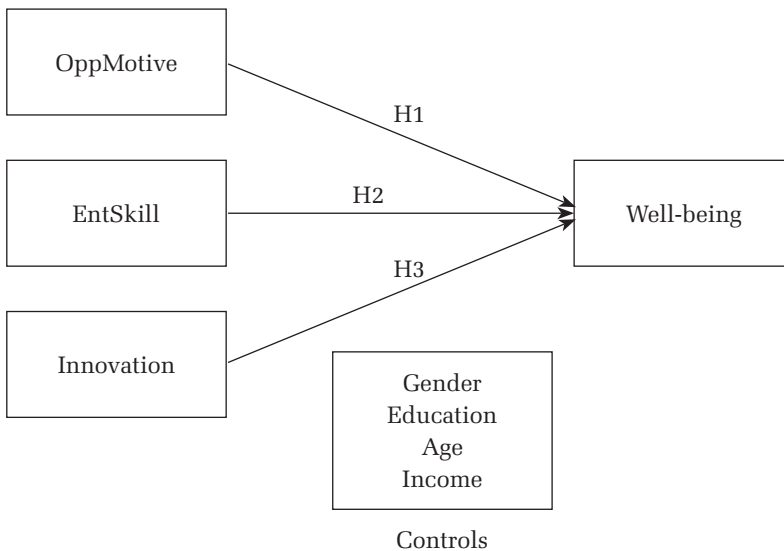 OppMotive
H1
EntSkill
H2
Well-being
H3
Innovation
Gender
Education
Age
Income
Controls